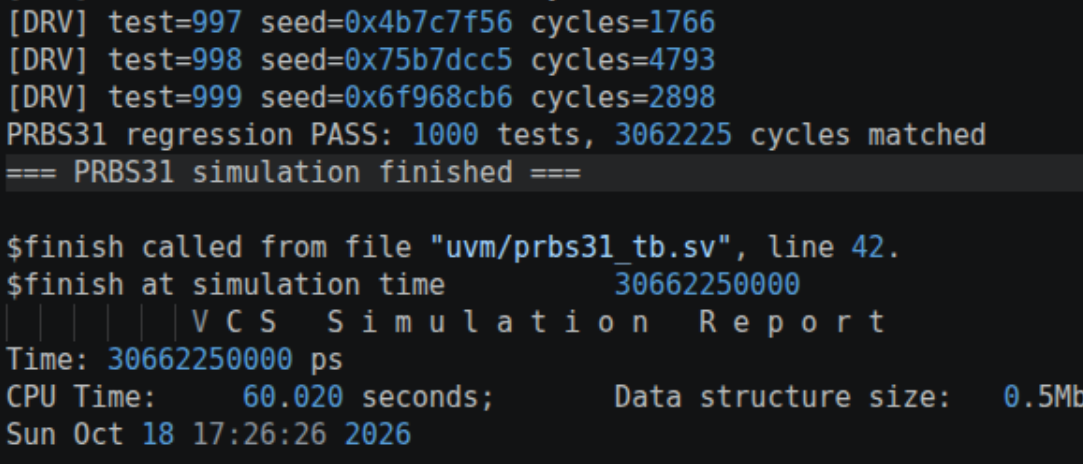 [DRV] test=997 seed=0x4b7c7f56 cycles=1766
[DRV] test=998 seed=0x75b7dcc5 cycles=4793
[DRV] test=999 seed=0x6f968cb6 cycles=2898
PRBS31 regression PASS: 1000 tests, 3062225 cycles matched
=== PRBS31 simulation finished ===

$finish called from file "uvm/prbs31_tb.sv", line 42.
$finish at simulation time          30662250000
           V C S   S i m u l a t i o n   R e p o r t
Time: 30662250000 ps
CPU Time:     60.020 seconds;       Data structure size:   0.5Mb
Sun Oct 18 17:26:26 2026